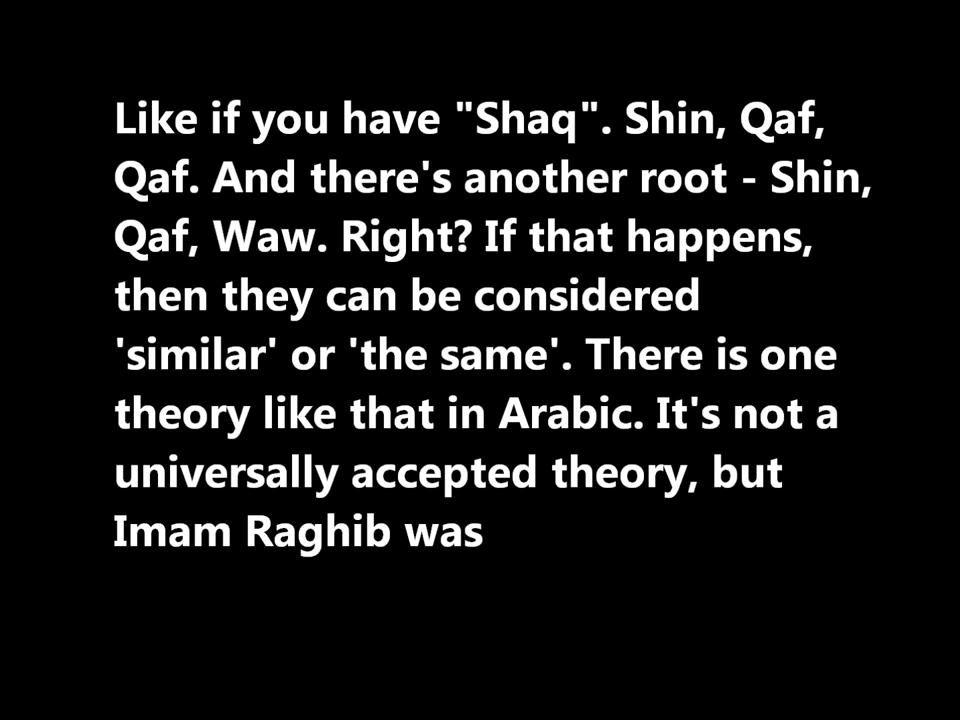 Like if you have "Shaq". Shin, Qaf,
Qaf. And there's another root - Shin,
Qaf, Waw. Right? If that happens,
then they can be considered
'similar' or 'the same'. There is one
theory like that in Arabic. It's not a
universally accepted theory, but
Imam Raghib was